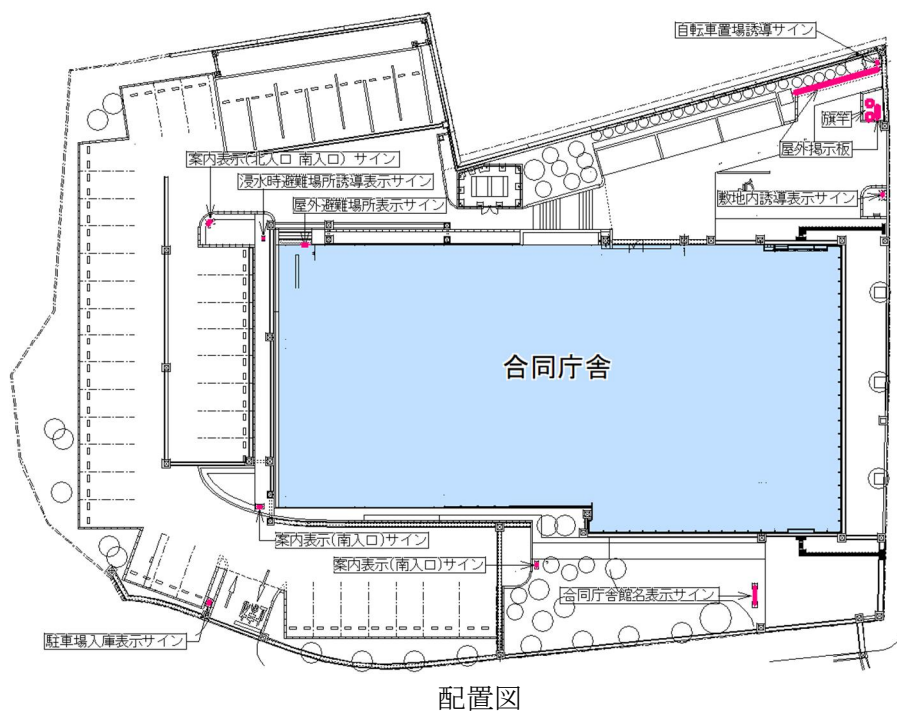 自転車置場誘導サイン
旗竿
屋外掲示板
案内表示(北入口 南入口) サイン
浸水時避難場所誘導表示サイン
敷地内誘導表示サイン
屋外避難場所表示サイン
合同庁舎
案内表示(南入口)サイン
案内表示(南入口)サイン
合同庁舎館名表示サイン
駐車場入庫表示サイン
配置図